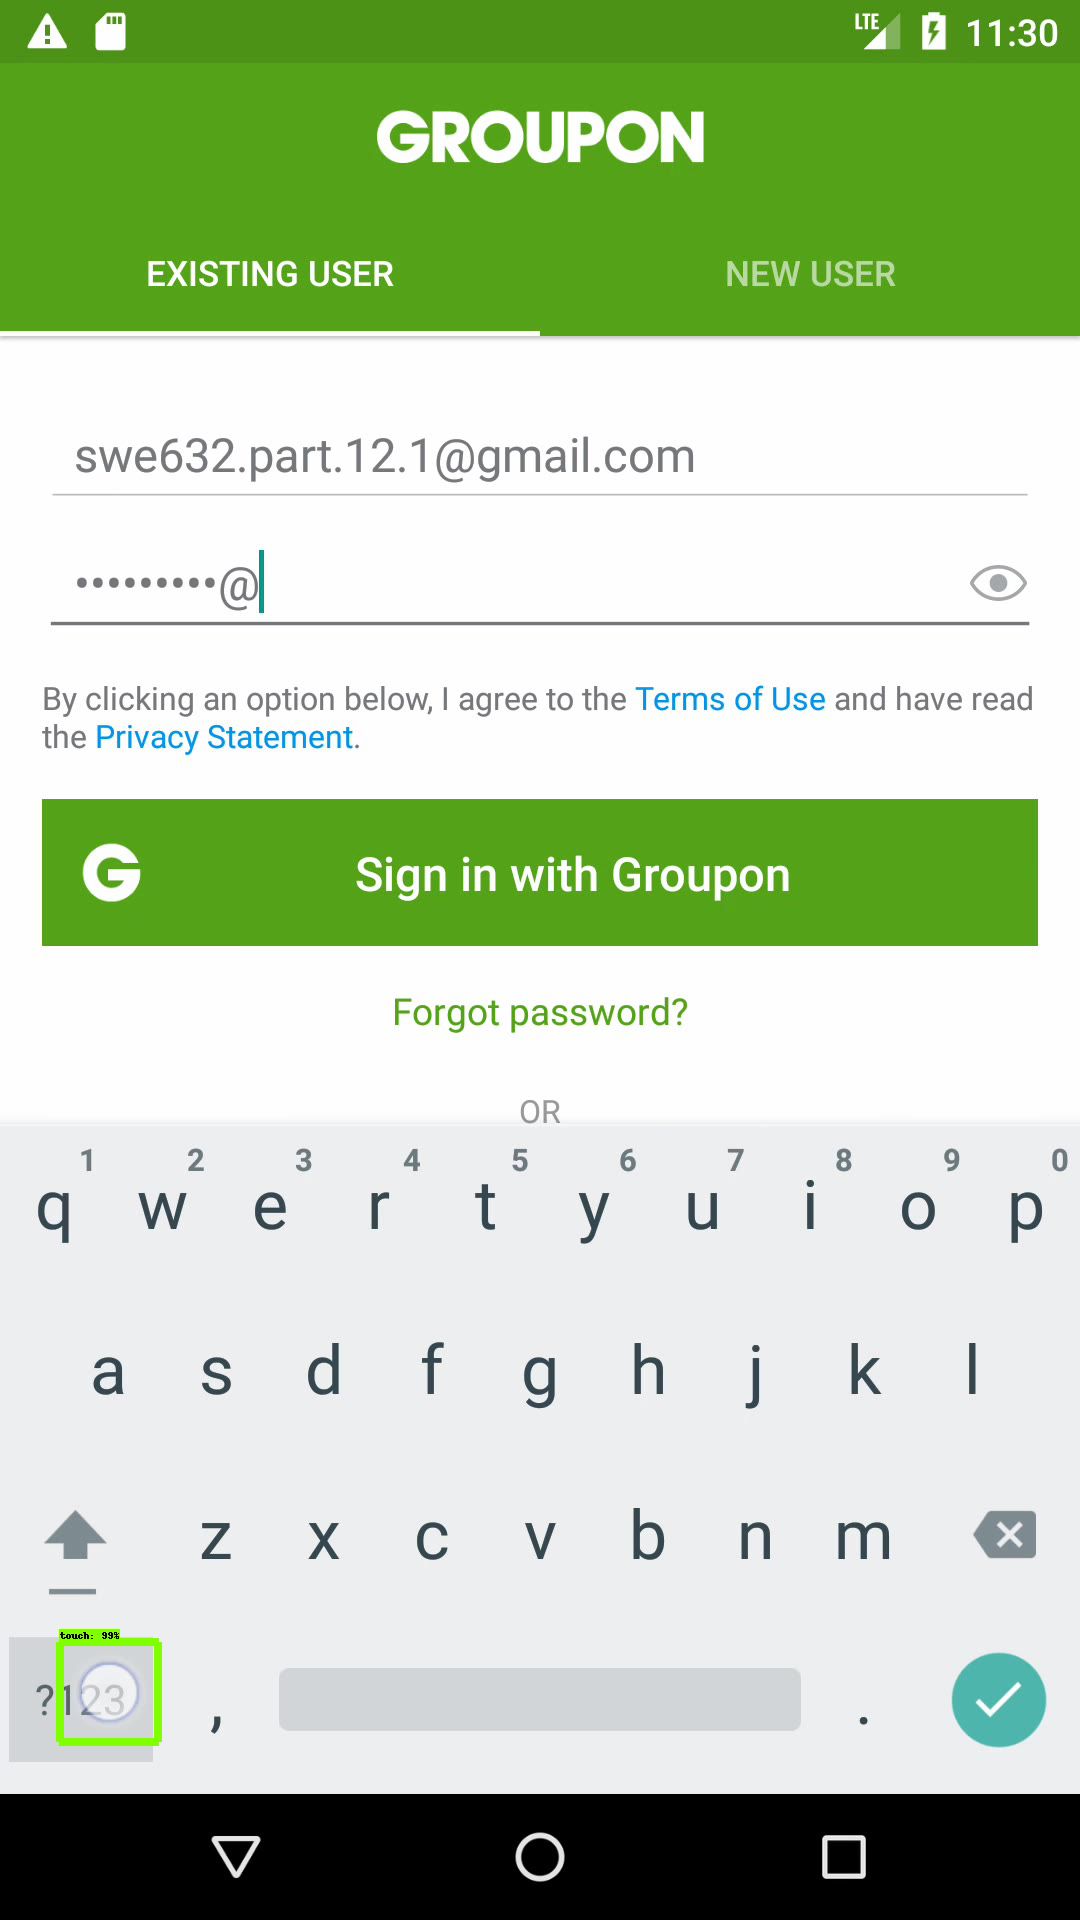 LTE 11:30
GROUPON
EXISTING USER NEW USER
swe632.part.12.1@gmail.com
•••••••••@
By clicking an option below, I agree to the Terms of Use and have read
the Privacy Statement.
G Sign in with Groupon
Forgot password?
OR
1 2 3 4 5 6 7 8 9 0
q w e r t y u i o p
a s d f g h j k l
z x c v b n m
touch: 99%
?123 , .